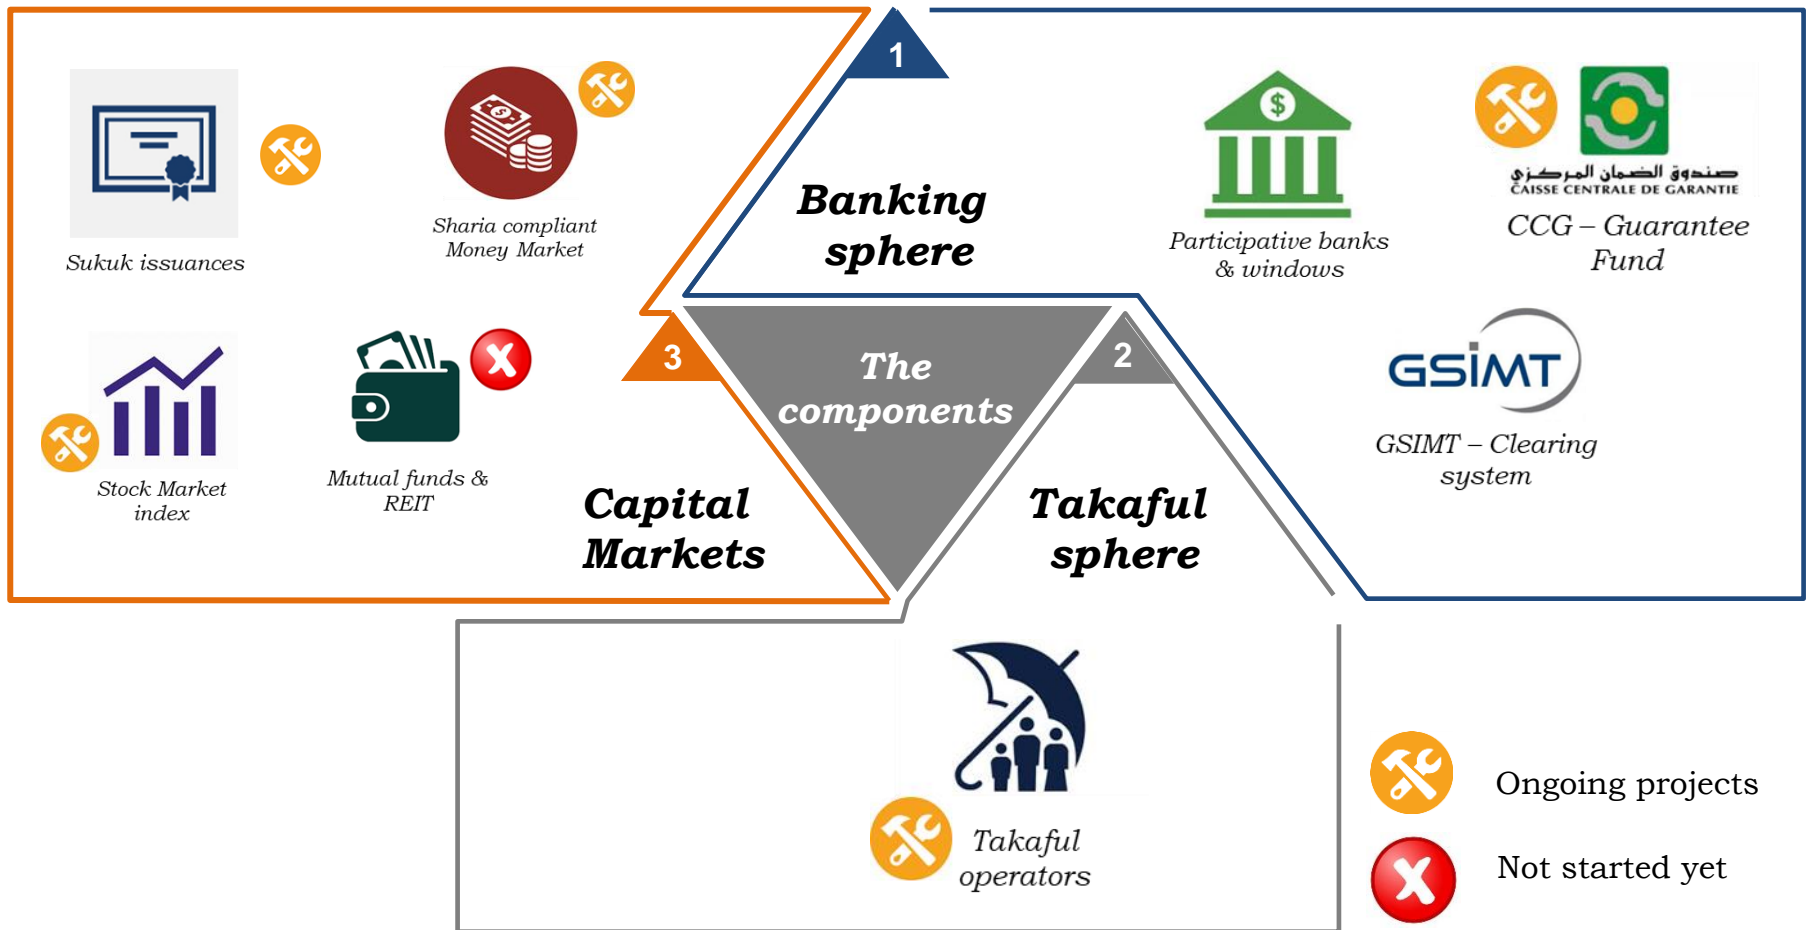 1
Banking
sphere
Participative banks
& windows
صندوق الضمان المركزي
CAISSE CENTRALE DE GARANTIE
CCG – Guarantee
Fund
GSiMT
GSIMT – Clearing
system
Sukuk issuances
Sharia compliant
Money Market
Stock Market
index
Mutual funds &
REIT
3
Capital
Markets
The
components
2
Takaful
sphere
Takaful
operators
Ongoing projects
Not started yet